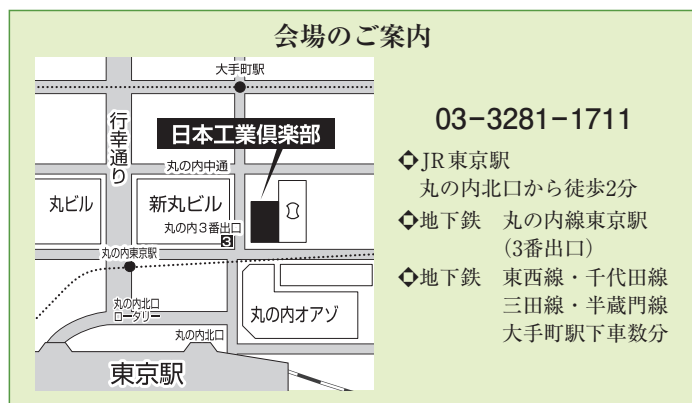 会場のご案内
大手町駅
行幸通り
日本工業倶楽部
丸の内中通
丸ビル
新丸ビル
丸の内3番出口
3
丸の内東京駅
丸の内北口
ロータリー
丸の内オアゾ
丸の内北口
東京駅
03-3281-1711
JR東京駅
丸の内北口から徒歩2分
地下鉄 丸の内線東京駅
(3番出口)
地下鉄 東西線・千代田線
三田線・半蔵門線
大手町駅下車数分